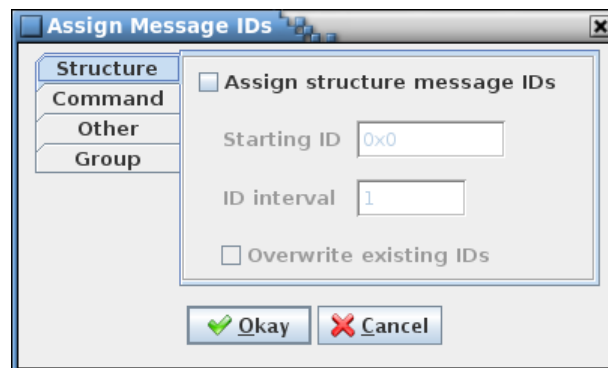 Assign Message IDs
Structure
Command
Other
Group
Assign structure message IDs
Starting ID 0x0
ID interval 1
Overwrite existing IDs
Okay Cancel